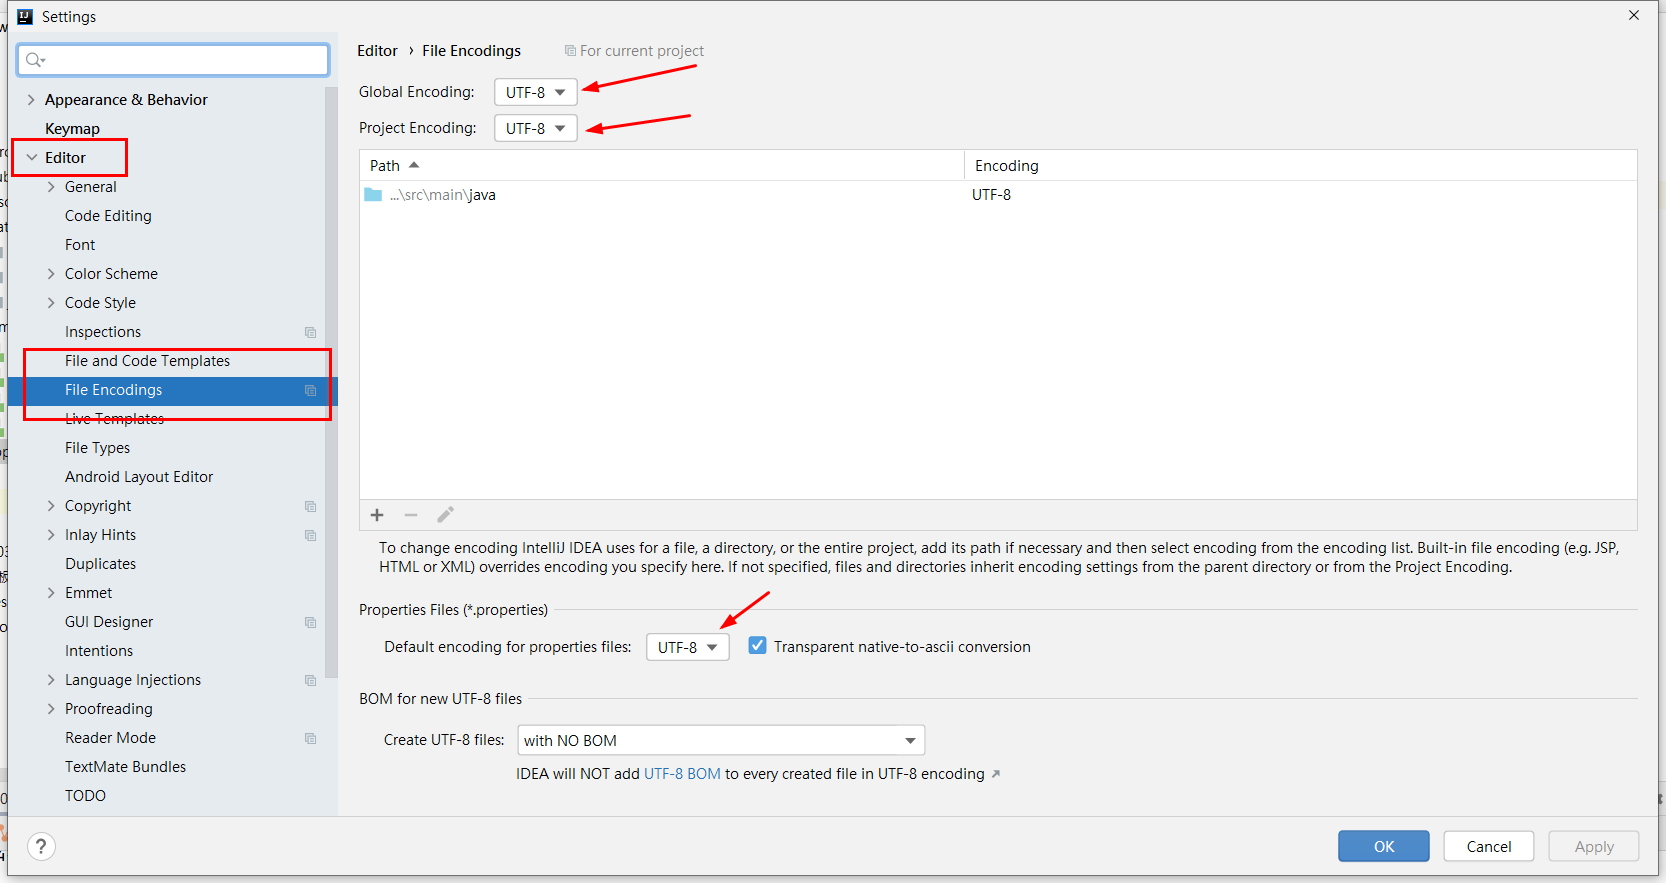 Settings
Editor › File Encodings
For current project
Appearance & Behavior
Keymap
Editor
General
Code Editing
Font
Color Scheme
Code Style
Inspections
File and Code Templates
File Encodings
Live Templates
File Types
Android Layout Editor
Copyright
Inlay Hints
Duplicates
Emmet
GUI Designer
Intentions
Language Injections
Proofreading
Reader Mode
TextMate Bundles
TODO
Global Encoding: UTF-8
Project Encoding: UTF-8
Path Encoding
...\src\main\java UTF-8
To change encoding IntelliJ IDEA uses for a file, a directory, or the entire project, add its path if necessary and then select encoding from the encoding list. Built-in file encoding (e.g. JSP,
HTML or XML) overrides encoding you specify here. If not specified, files and directories inherit encoding settings from the parent directory or from the Project Encoding.
Properties Files (*.properties)
Default encoding for properties files: UTF-8 Transparent native-to-ascii conversion
BOM for new UTF-8 files
Create UTF-8 files: with NO BOM
IDEA will NOT add UTF-8 BOM to every created file in UTF-8 encoding ↗
?
OK Cancel Apply